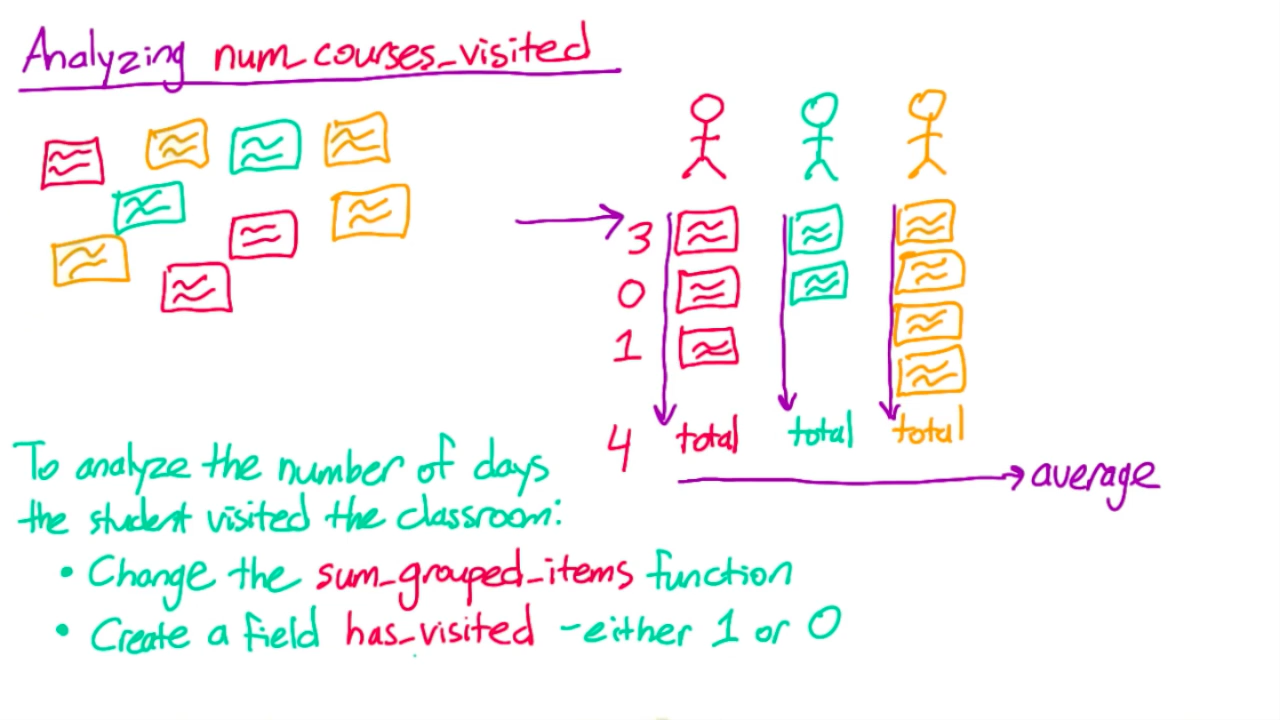 Analyzing num_courses_visited
3
0
1
4 total total total
average
To analyze the number of days
the student visited the classroom:
• Change the sum_grouped_items function
• Create a field has_visited - either 1 or 0